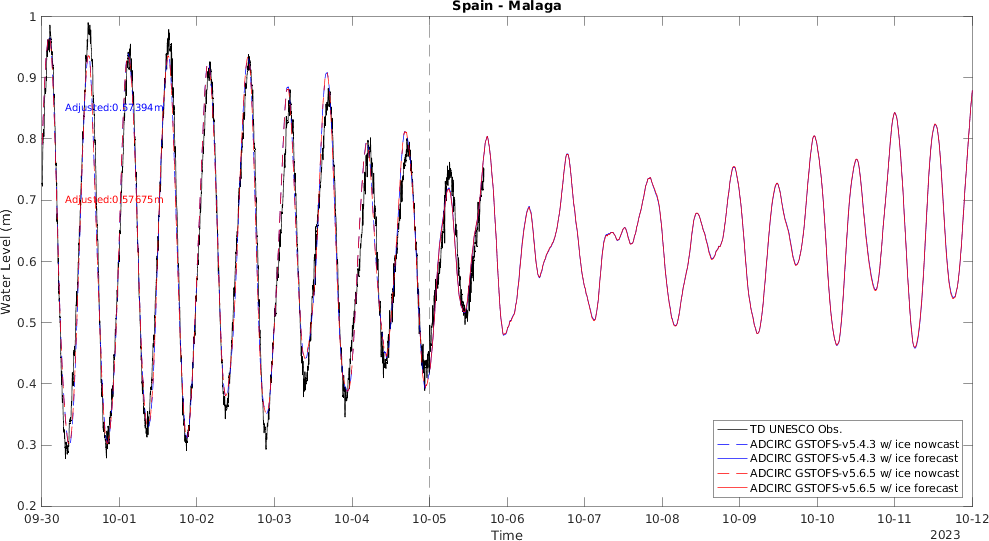 Spain - Malaga
1
0.9
0.8
0.7
0.6
0.5
0.4
0.3
0.2
Water Level (m)
Adjusted:0.57394m
Adjusted:0.57675m
TD UNESCO Obs.
ADCIRC GSTOFS-v5.4.3 w/ ice nowcast
ADCIRC GSTOFS-v5.4.3 w/ ice forecast
ADCIRC GSTOFS-v5.6.5 w/ ice nowcast
ADCIRC GSTOFS-v5.6.5 w/ ice forecast
09-30 10-01 10-02 10-03 10-04 10-05 10-06 10-07 10-08 10-09 10-10 10-11 10-12
Time
2023